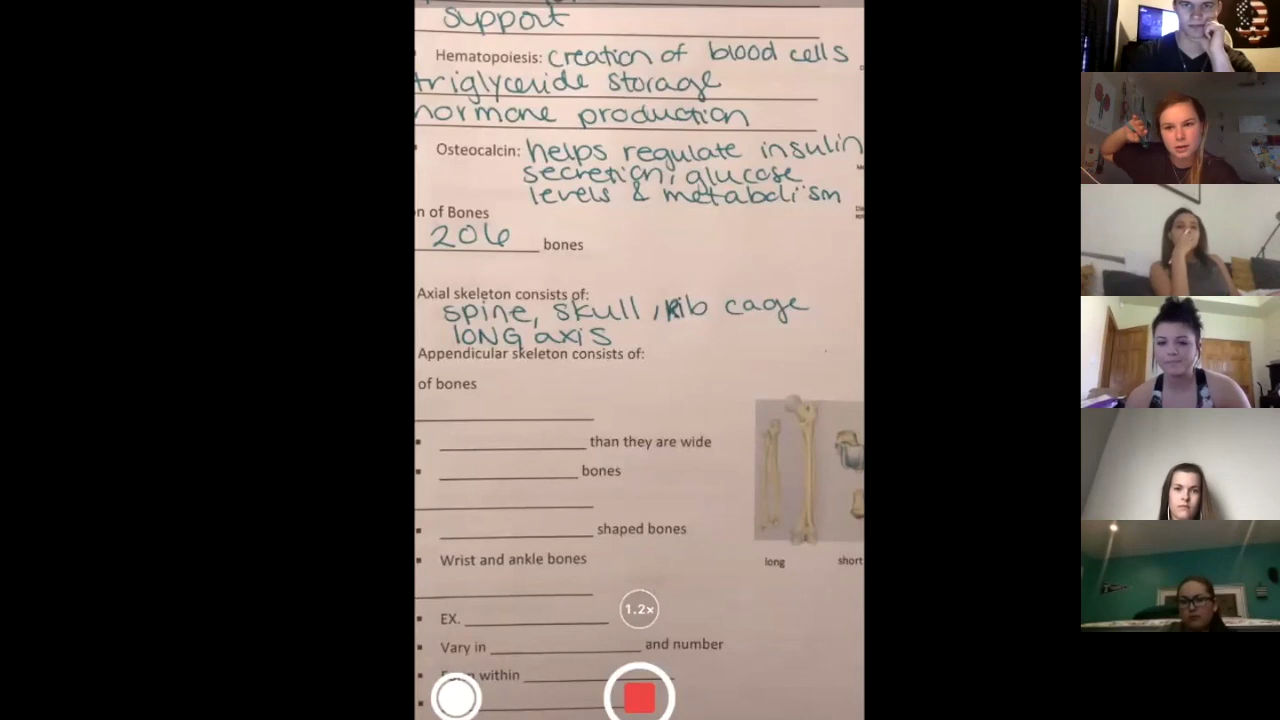 support
Hematopoiesis: creation of blood cells
triglyceride storage
hormone production
Osteocalcin: helps regulate insulin
secretion, glucose
levels & metabolism
n of Bones
206 bones
Axial skeleton consists of:
spine, skull, rib cage
LONG axis
Appendicular skeleton consists of:
of bones
than they are wide
bones
shaped bones
Wrist and ankle bones
long short
1.2×
EX.
Vary in and number
within